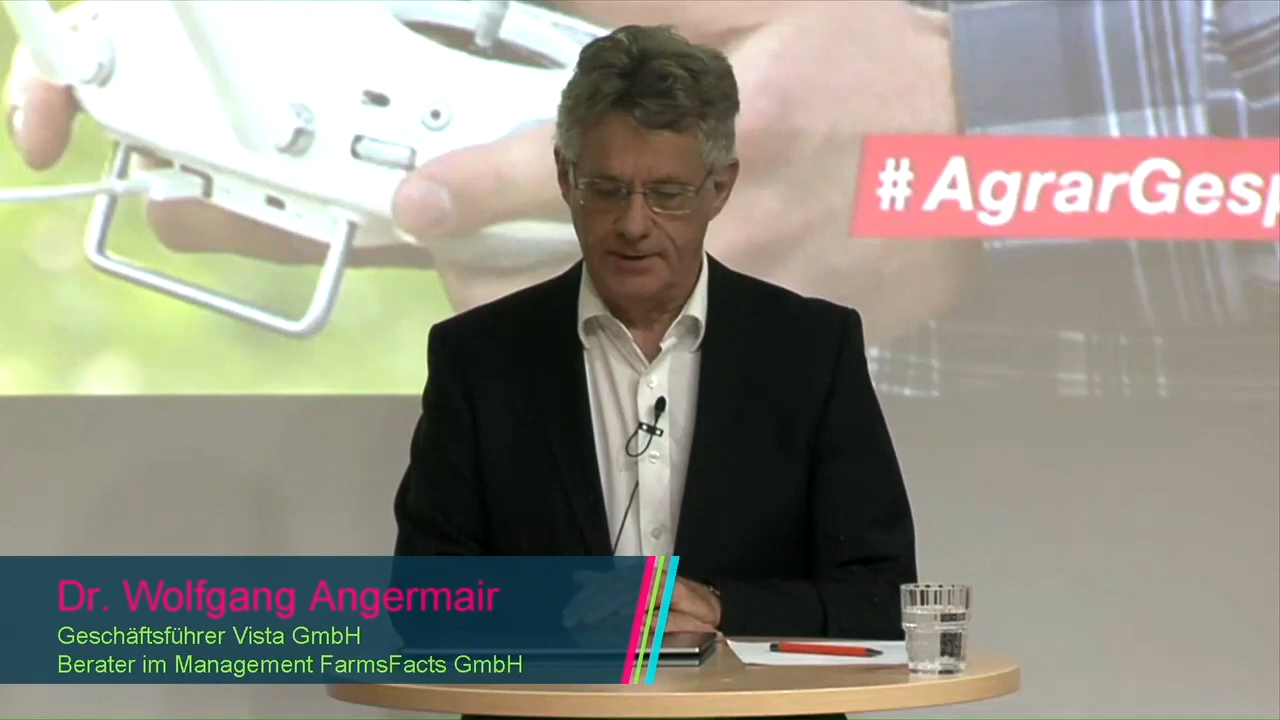 # AgrarGesp
Dr. Wolfgang Angermair
Geschäftsführer Vista GmbH
Berater im Management FarmsFacts GmbH